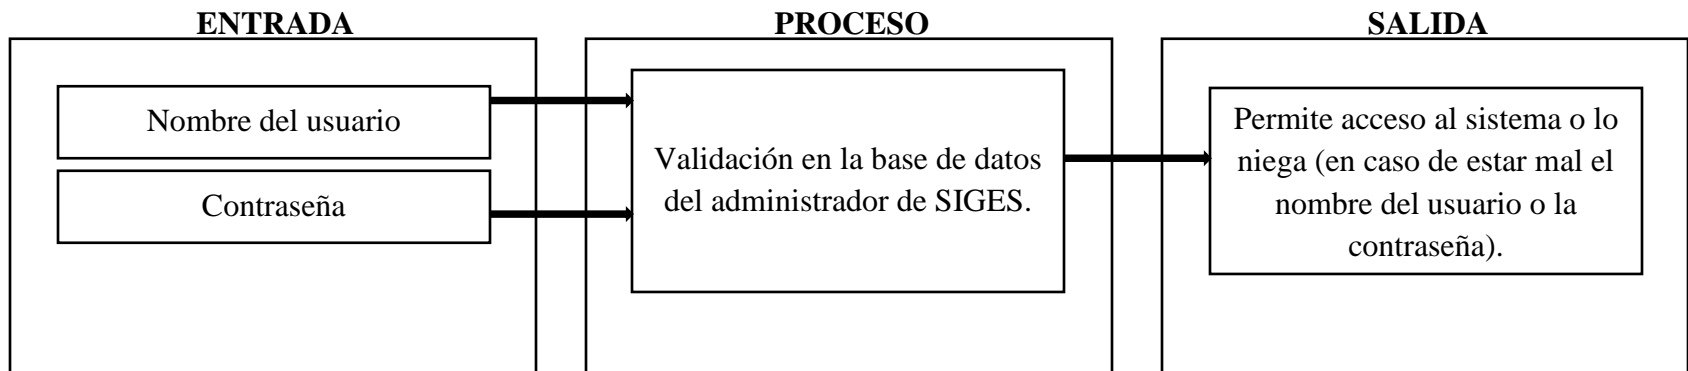 ENTRADA
PROCESO
SALIDA
Nombre del usuario
Contraseña
Validación en la base de datos
del administrador de SIGES.
Permite acceso al sistema o lo
niega (en caso de estar mal el
nombre del usuario o la
contraseña).